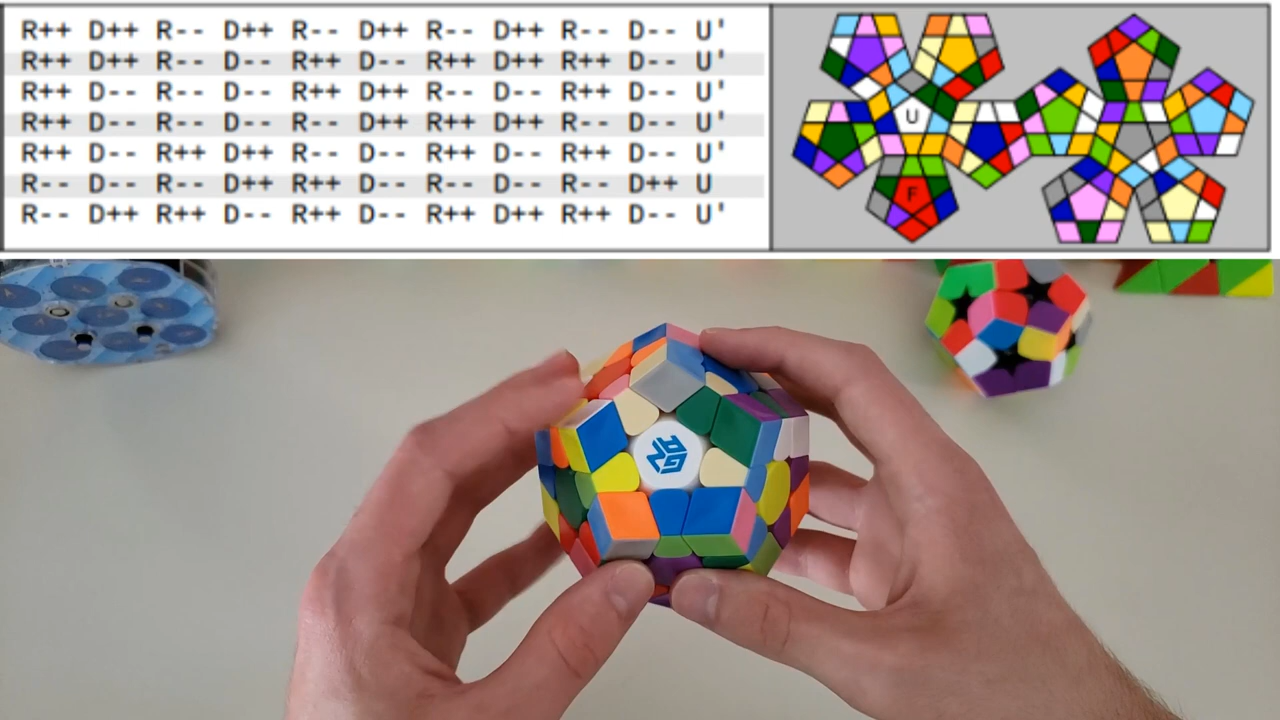 R++ D++ R-- D++ R-- D++ R-- D++ R-- D-- U'
R++ D++ R-- D-- R++ D-- R++ D++ R++ D-- U'
R++ D-- R-- D-- R++ D++ R-- D-- R++ D-- U'
R++ D-- R-- D-- R-- D++ R++ D++ R-- D-- U'
R++ D-- R++ D++ R-- D-- R++ D-- R++ D-- U'
R-- D-- R-- D++ R++ D-- R-- D-- R-- D++ U
R-- D++ R++ D-- R++ D-- R++ D++ R++ D-- U'
U
F